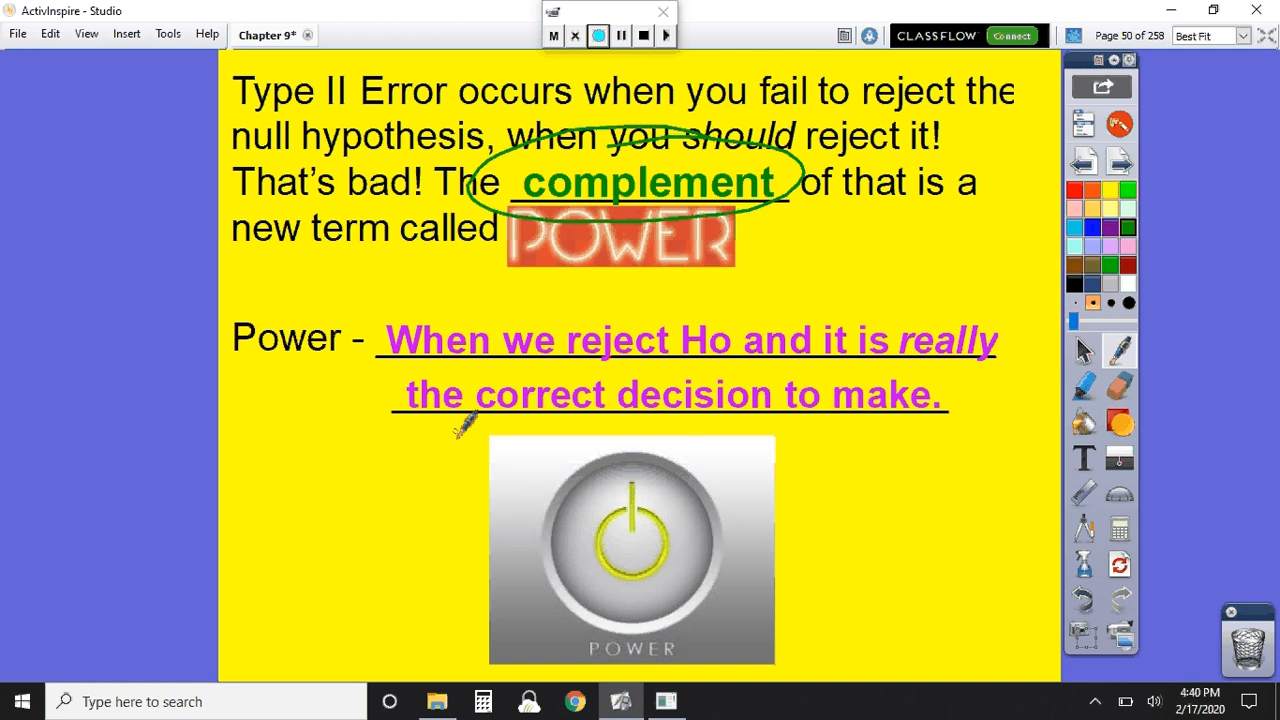 ActivInspire - Studio
File Edit View Insert Tools Help Chapter 9*
M
CLASSFLOW Connect Page 50 of 258 Best Fit
Type II Error occurs when you fail to reject the
null hypothesis, when you should reject it!
That's bad! The complement of that is a
new term called POWER
Power - When we reject Ho and it is really
the correct decision to make.
POWER
T
Type here to search
4:40 PM
2/17/2020